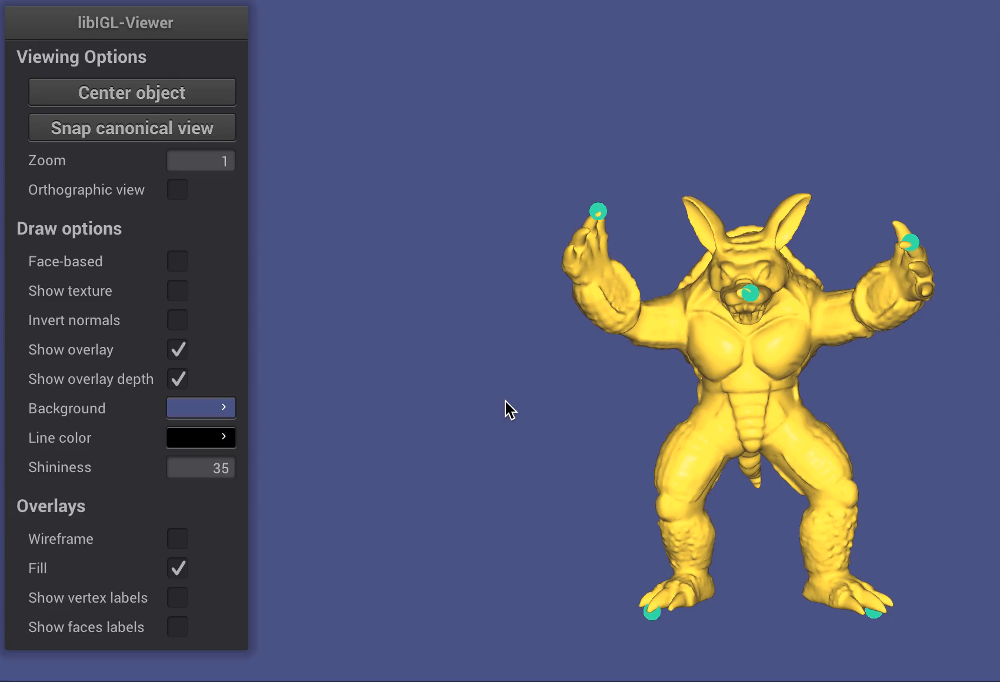 libIGL-Viewer
Viewing Options
Center object
Snap canonical view
Zoom 1
Orthographic view
Draw options
Face-based
Show texture
Invert normals
Show overlay
Show overlay depth
Background
Line color
Shininess 35
Overlays
Wireframe
Fill
Show vertex labels
Show faces labels